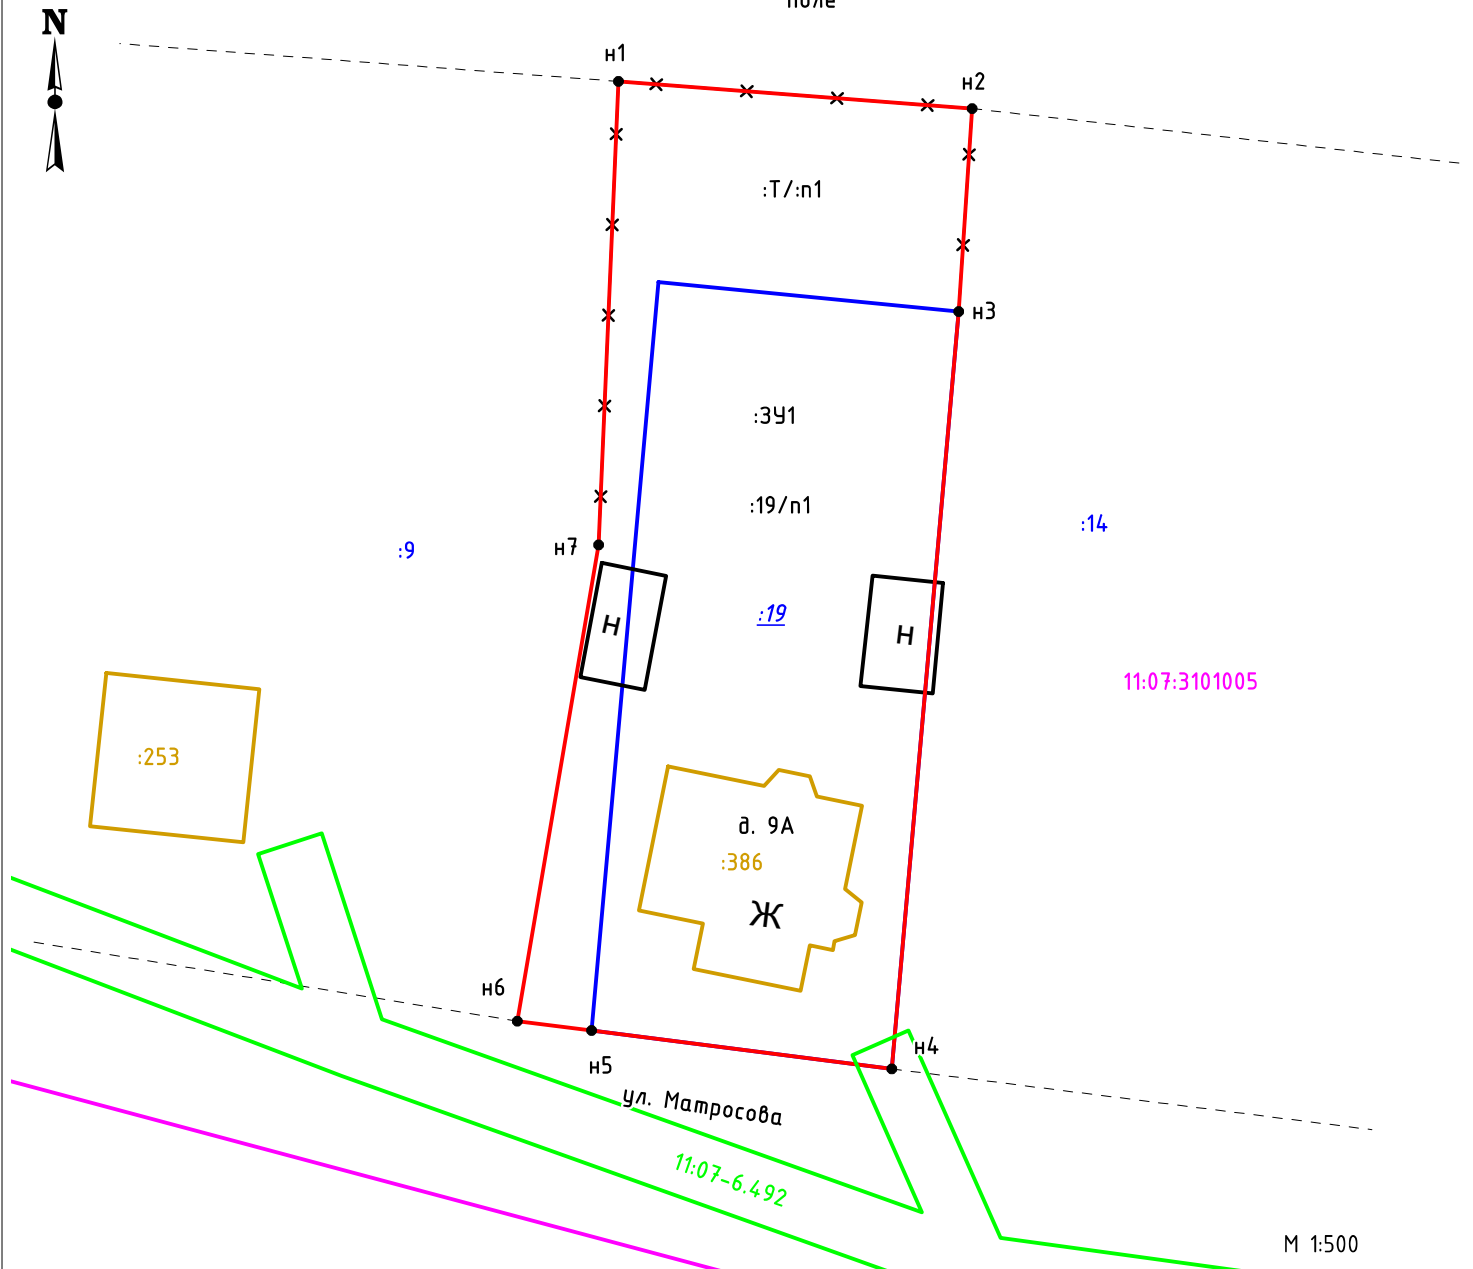 поле
N
н1
н2
:Т/:п1
н3
:ЗУ1
:19/п1
:14
н7
:9
:19
Н
Н
11:07:3101005
:253
д. 9А
:386
Ж
н6
н4
н5
ул. Матросова
11:07-6.492
М 1:500